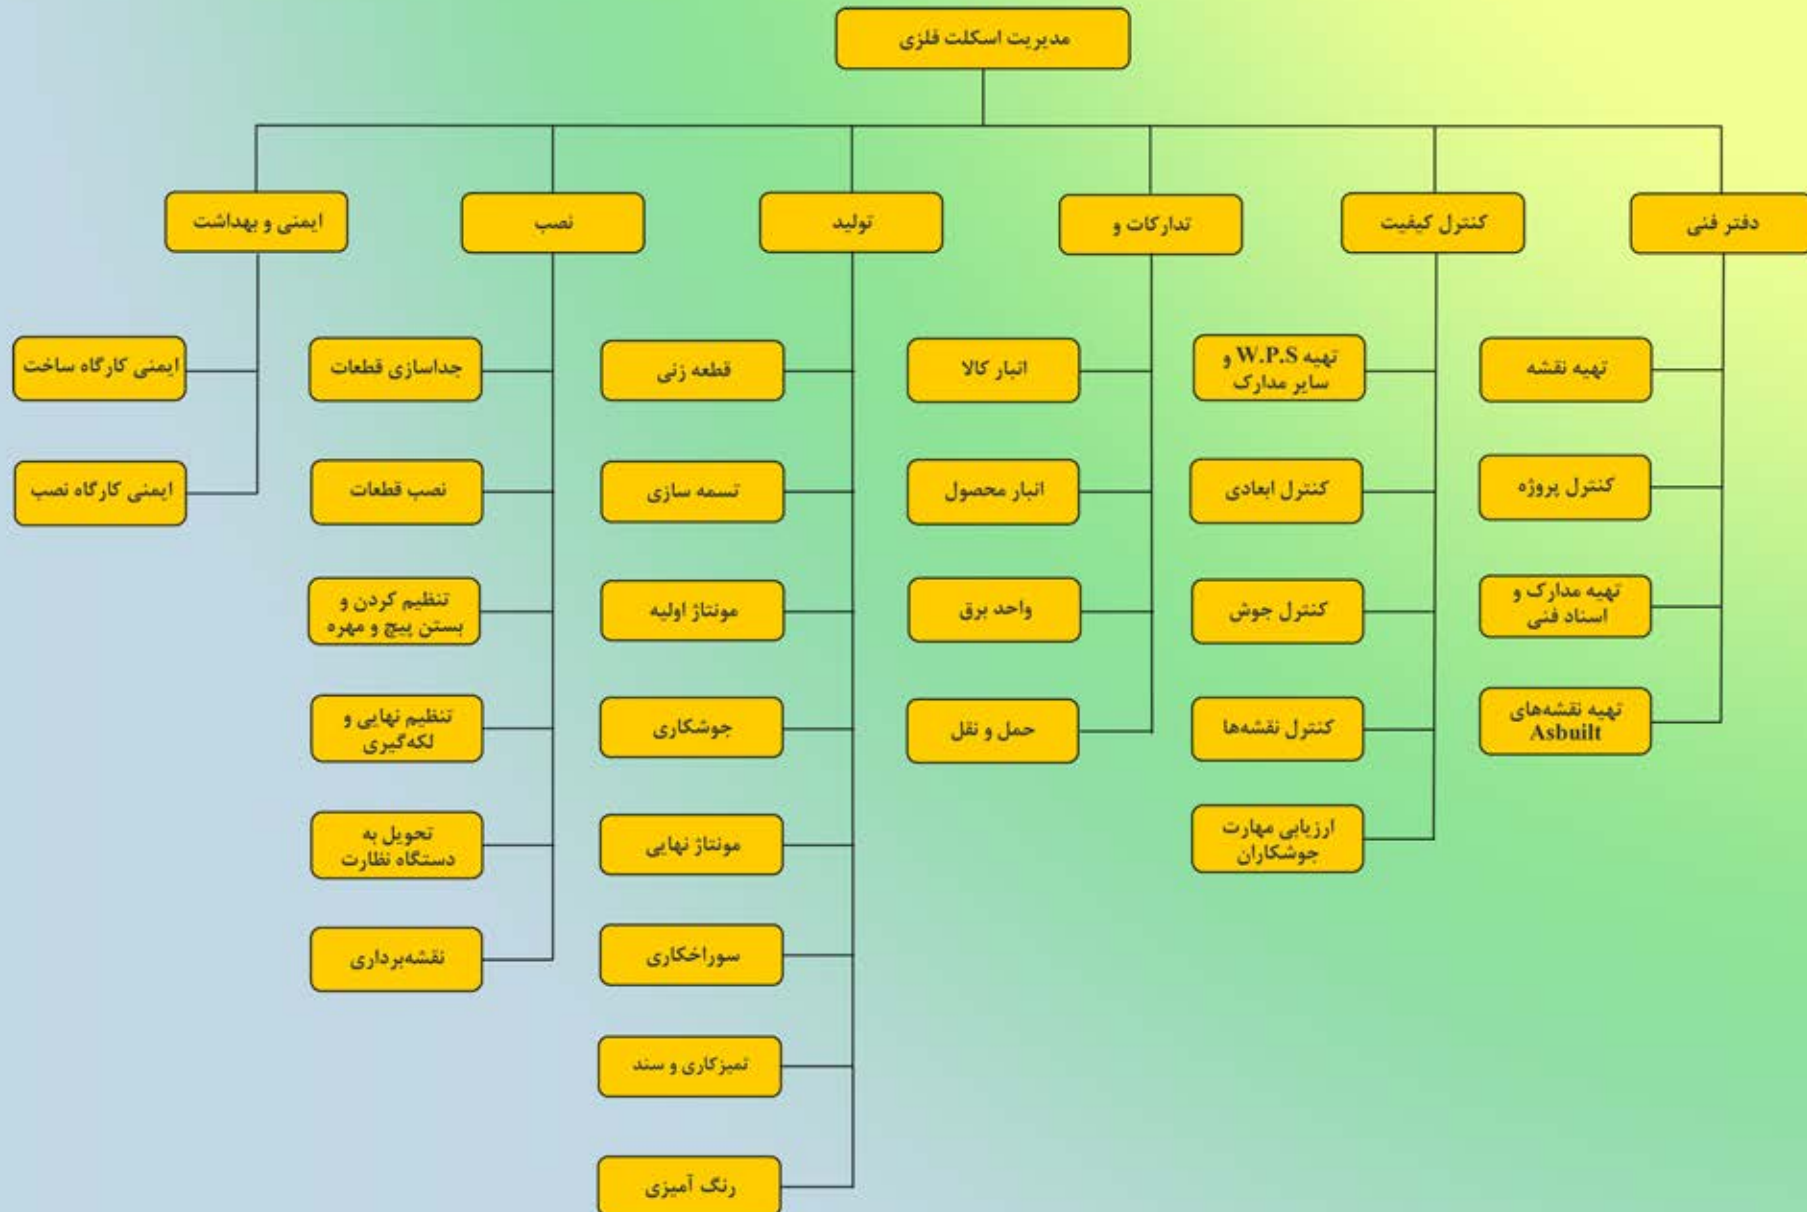 مدیریت اسکلت فلزی
دفتر فنی
کنترل کیفیت
تدارکات و
تولید
نصب
ایمنی و بهداشت
تهیه نقشه
کنترل پروژه
تهیه مدارک و
اسناد فنی
تهیه نقشه‌های
Asbuilt
تهیه W.P.S و
سایر مدارک
کنترل ابعادی
کنترل جوش
کنترل نقشه‌ها
ارزیابی مهارت
جوشکاران
انبار کالا
انبار محصول
واحد برق
حمل و نقل
قطعه زنی
تسمه سازی
مونتاژ اولیه
جوشکاری
مونتاژ نهایی
سوراخکاری
تمیزکاری و سند
رنگ آمیزی
جداسازی قطعات
نصب قطعات
تنظیم کردن و
بستن پیچ و مهره
تنظیم نهایی و
لکه‌گیری
تحویل به
دستگاه نظارت
نقشه‌برداری
ایمنی کارگاه ساخت
ایمنی کارگاه نصب